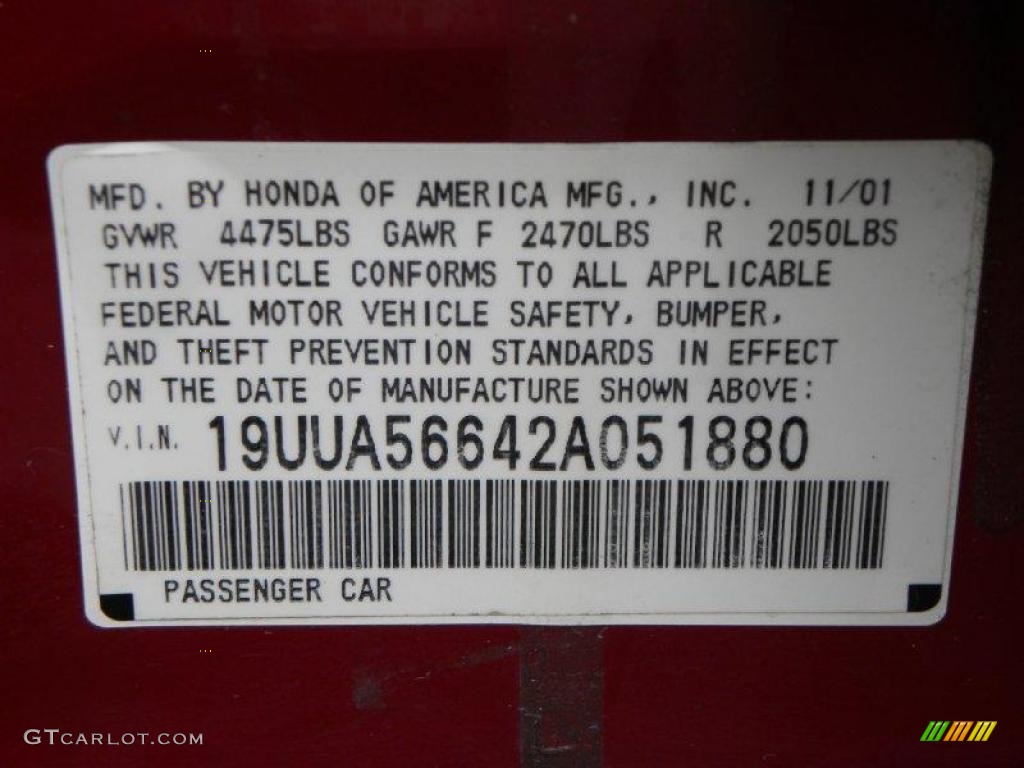 MFD. BY HONDA OF AMERICA MFG., INC. 11/01
GVWR 4475LBS GAWR F 2470LBS R 2050LBS
THIS VEHICLE CONFORMS TO ALL APPLICABLE
FEDERAL MOTOR VEHICLE SAFETY, BUMPER,
AND THEFT PREVENTION STANDARDS IN EFFECT
ON THE DATE OF MANUFACTURE SHOWN ABOVE:
V.I.N. 19UUA56642A051880
PASSENGER CAR
GTCARLOT.COM